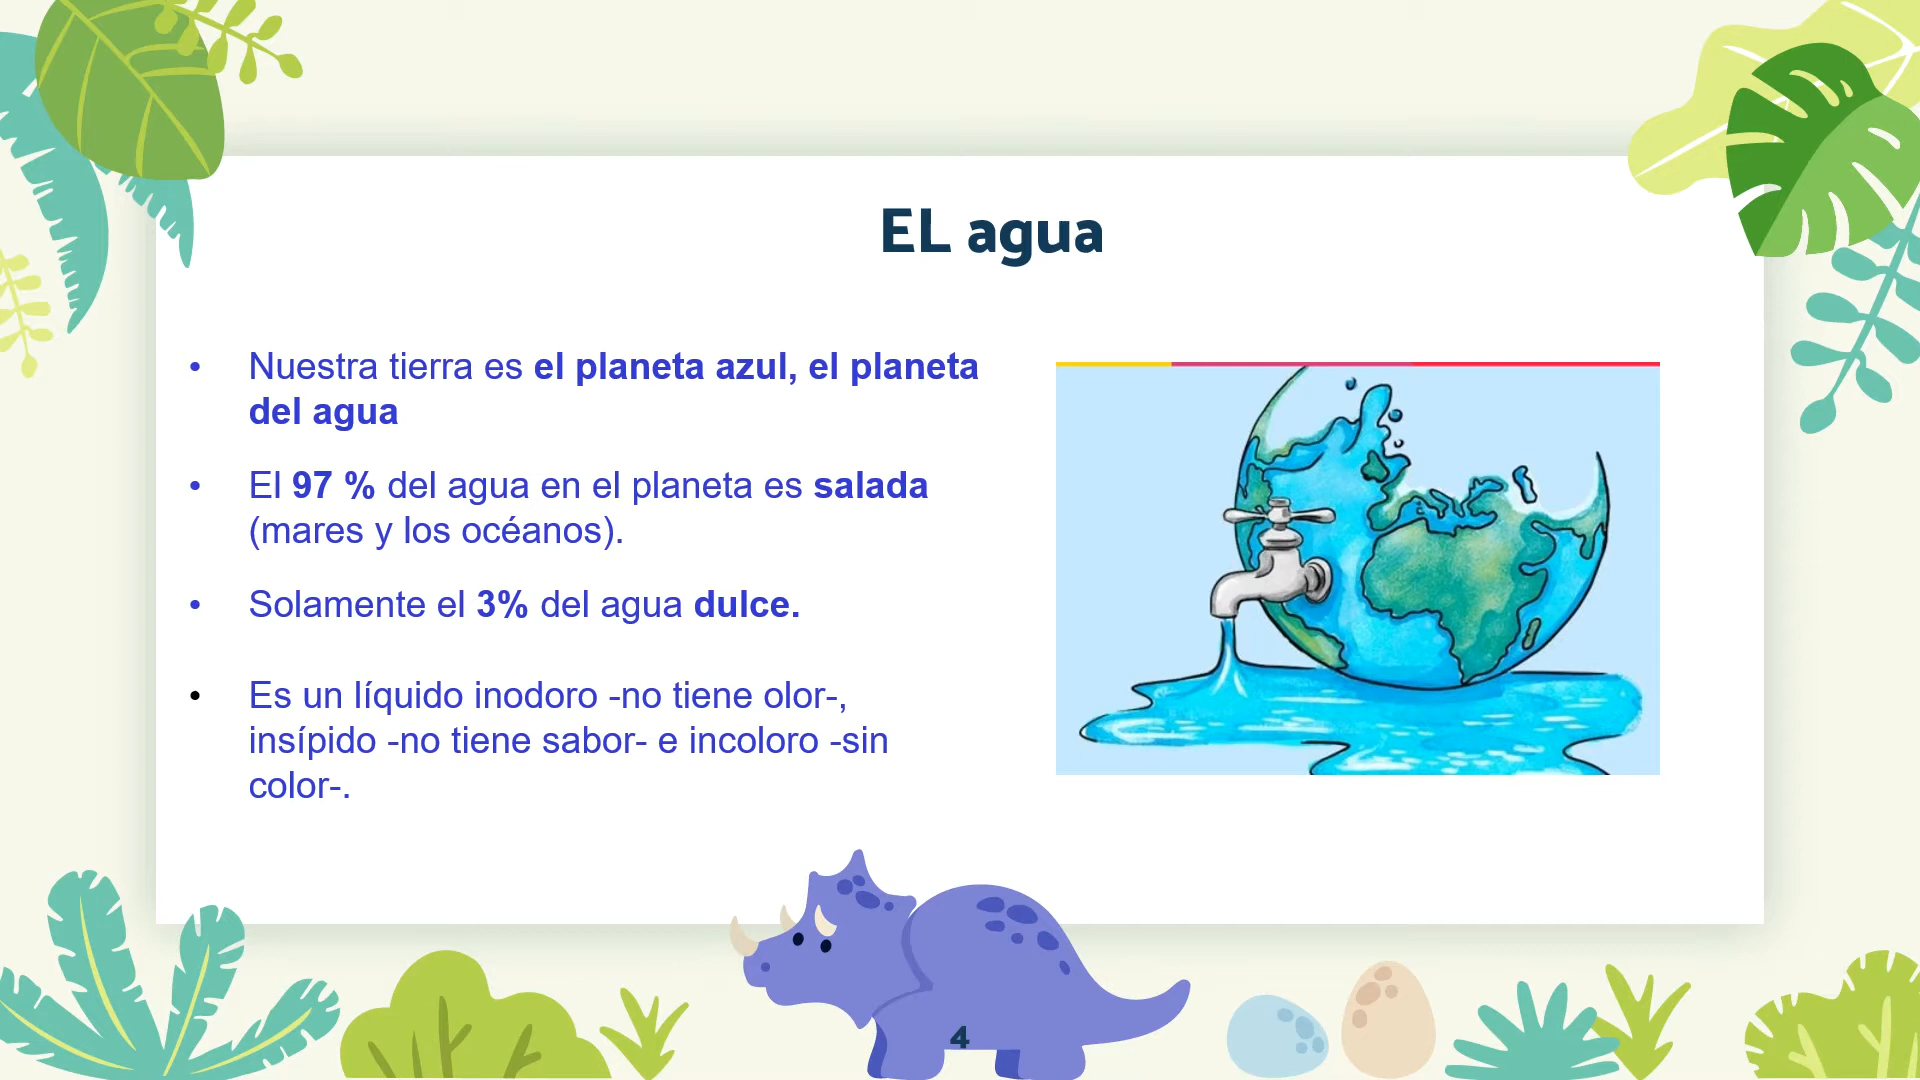 EL agua
• Nuestra tierra es el planeta azul, el planeta
del agua
• El 97 % del agua en el planeta es salada
(mares y los océanos).
• Solamente el 3% del agua dulce.
• Es un líquido inodoro -no tiene olor-,
insípido -no tiene sabor- e incoloro -sin
color-.
4